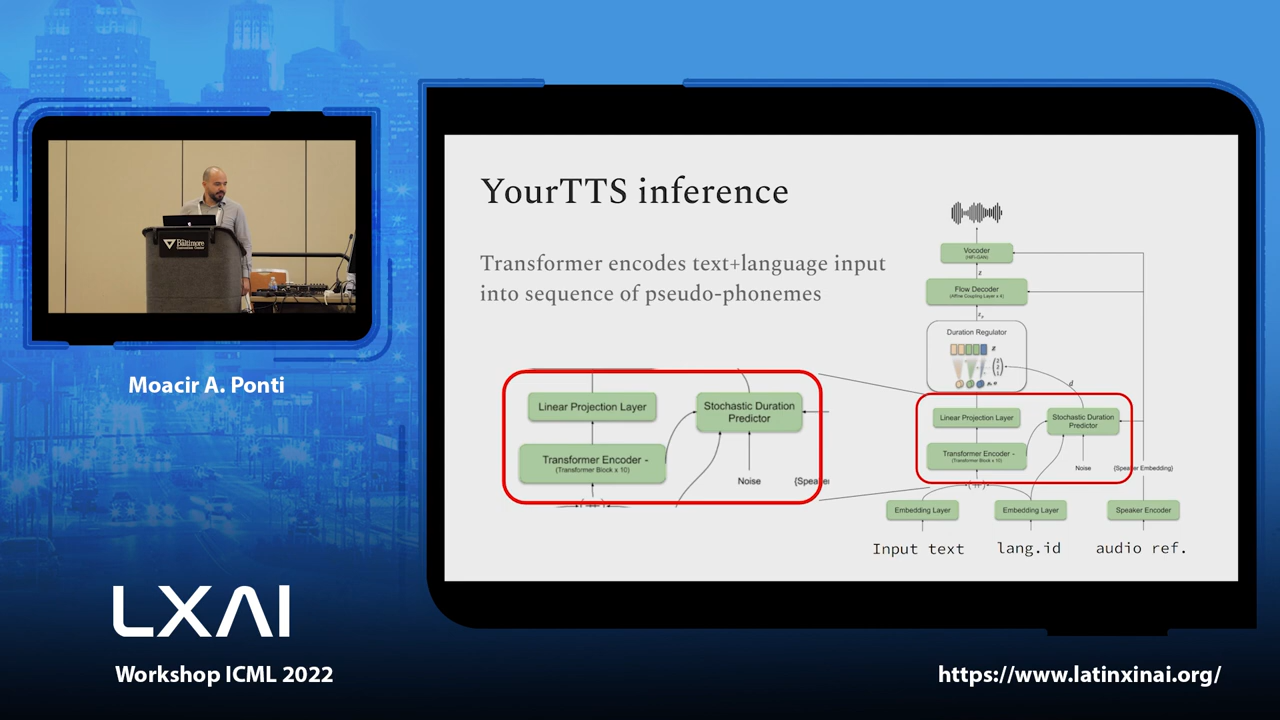 YourTTS inference
Transformer encodes text+language input
into sequence of pseudo-phonemes
Linear Projection Layer
Stochastic Duration
Predictor
Transformer Encoder -
(Transformer Block x 10)
Noise
{Speake
Vocoder
(HiFi-GAN)
z
Flow Decoder
(Affine Coupling Layer x 4)
Duration Regulator
d
Linear Projection Layer
Stochastic Duration
Predictor
Transformer Encoder -
(Transformer Block x 10)
Noise
{Speaker Embedding}
Embedding Layer
Embedding Layer
Speaker Encoder
Input text
lang.id
audio ref.
Baltimore
Moacir A. Ponti
LXAI
Workshop ICML 2022
https://www.latinxinai.org/